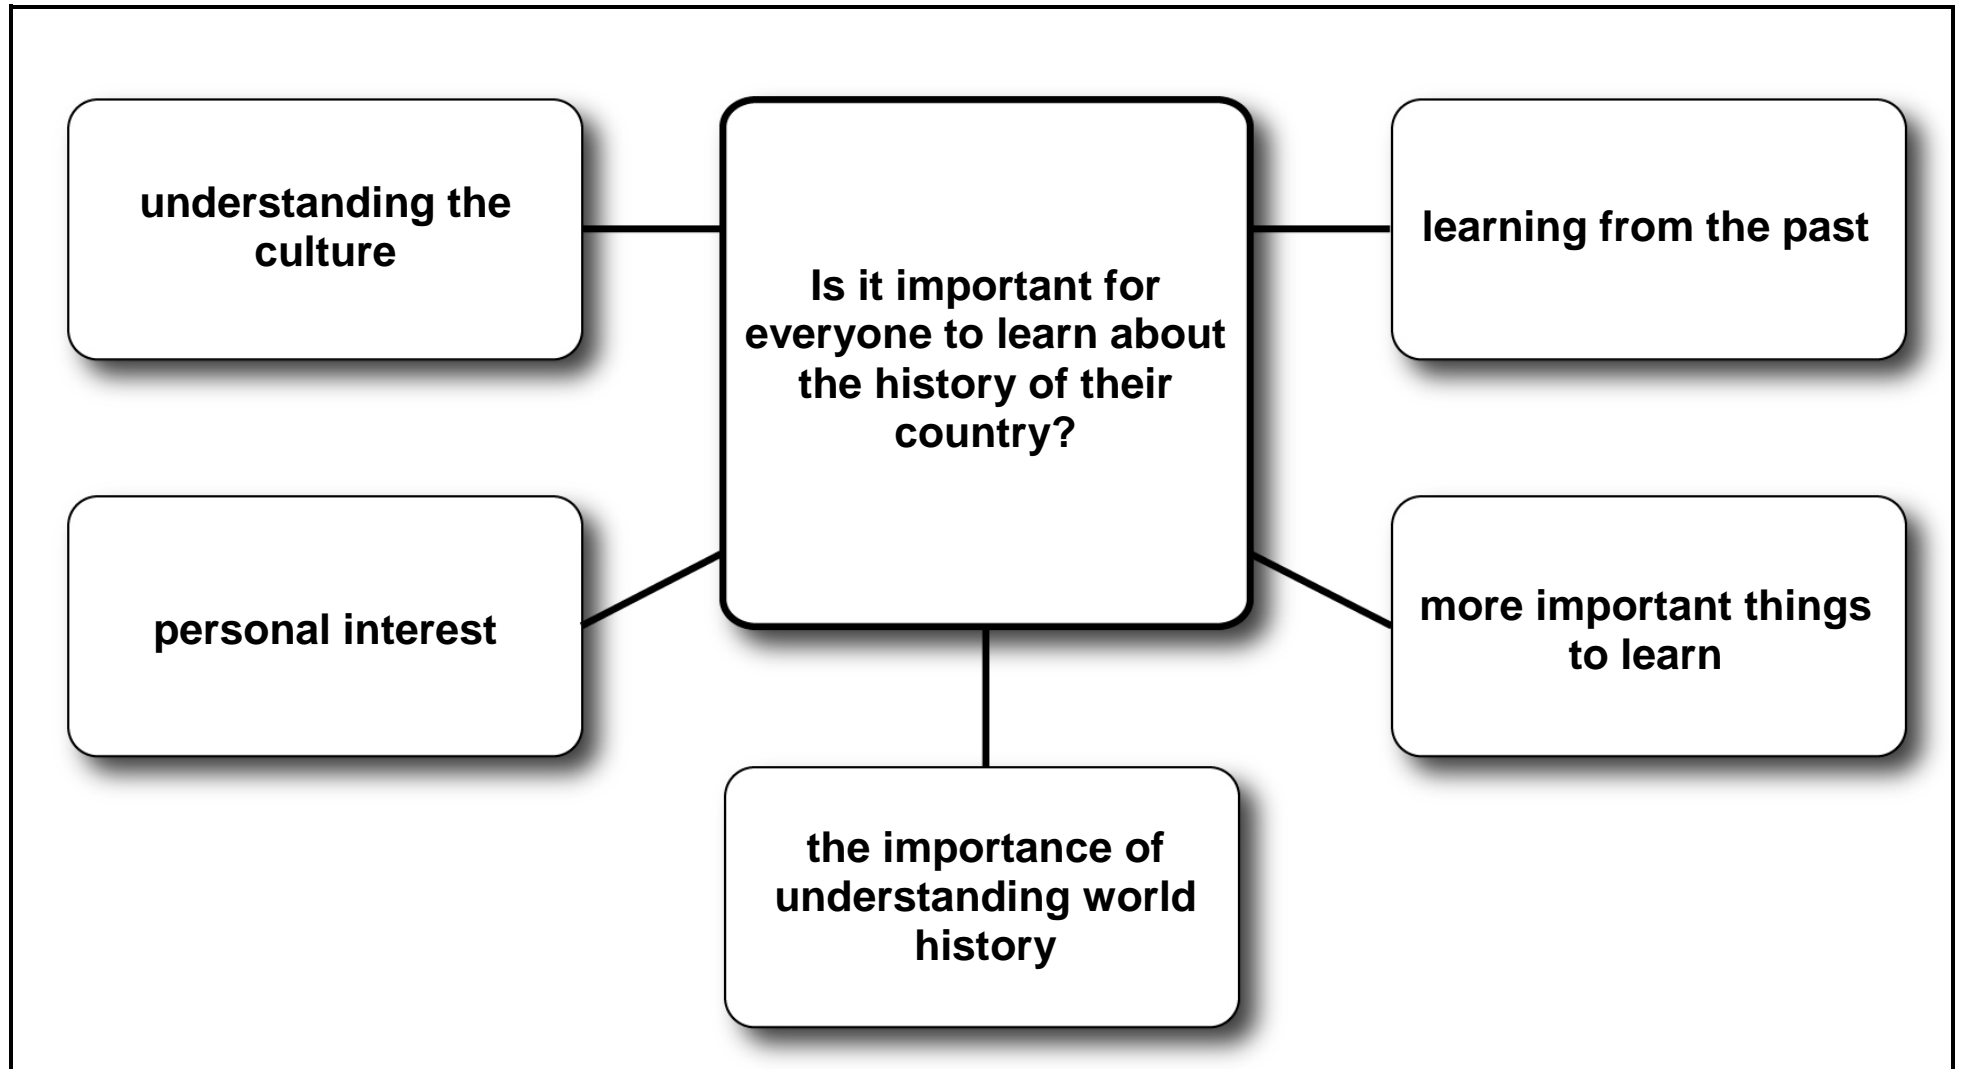 understanding the
culture
Is it important for
everyone to learn about
the history of their
country?
learning from the past
personal interest
more important things
to learn
the importance of
understanding world
history